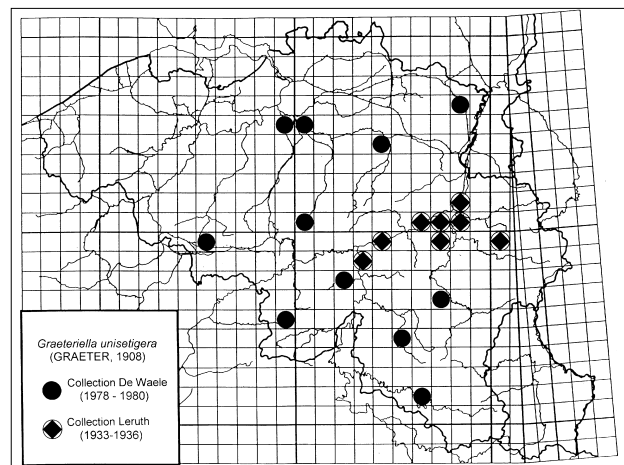 Graeteriella unisetigera
(GRAETER, 1908)
Collection De Waele
(1978 - 1980)
Collection Leruth
(1933-1936)